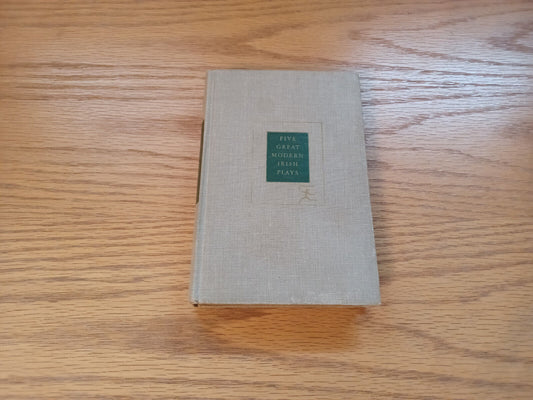 FIVE
GREAT
MODERN
IRISH
PLAYS